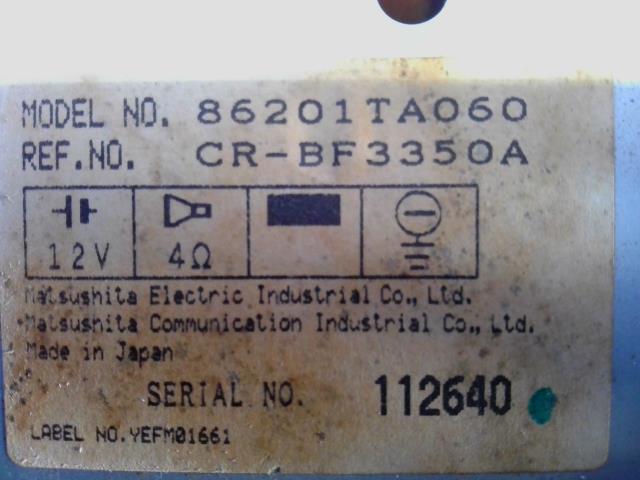 MODEL NO. 86201TA060
REF.NO. CR-BF3350A
12V 4Ω
Matsushita Electric Industrial Co., Ltd.
Matsushita Communication Industrial Co., Ltd.
Made in Japan
SERIAL NO. 112640
LABEL NO.YEFM01661